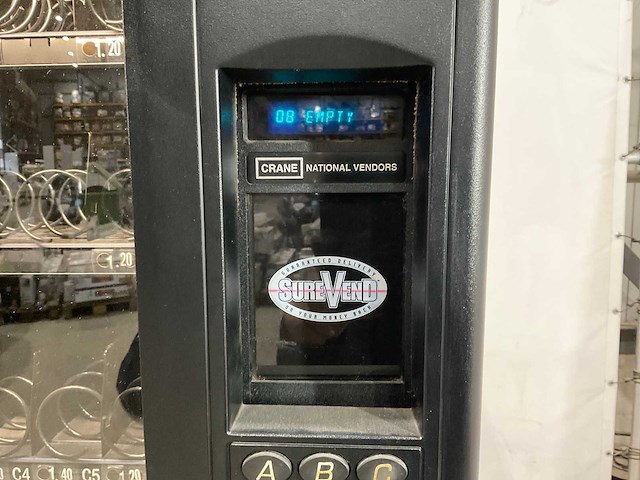 1.20
08 EMPTY
CRANE NATIONAL VENDORS
1.20
GUARANTEED DELIVERY
SUREVEND
OR YOUR MONEY BACK
A B C
C4 1.40 C5 1.20